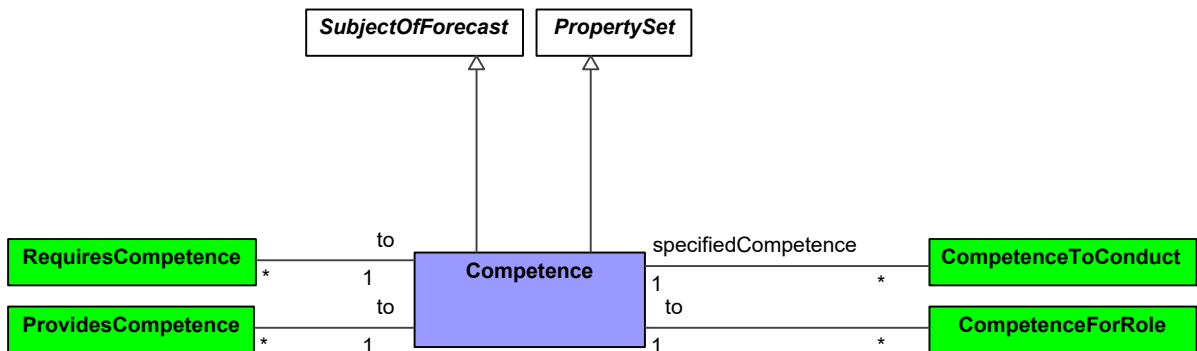 SubjectOfForecast
PropertySet
RequiresCompetence
to
*
1
ProvidesCompetence
to
*
1
Competence
specifiedCompetence
1
*
CompetenceToConduct
to
1
*
CompetenceForRole